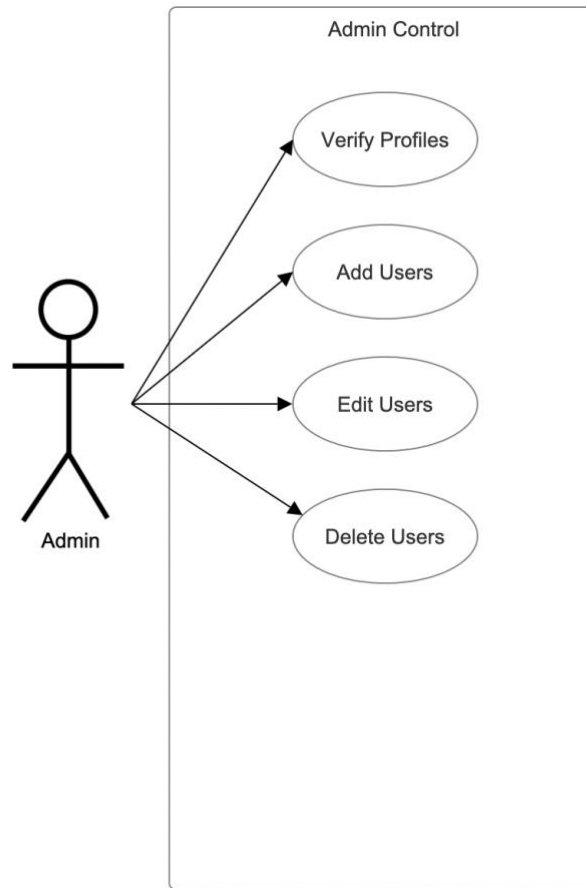 Admin Control
Verify Profiles
Add Users
Edit Users
Delete Users
Admin